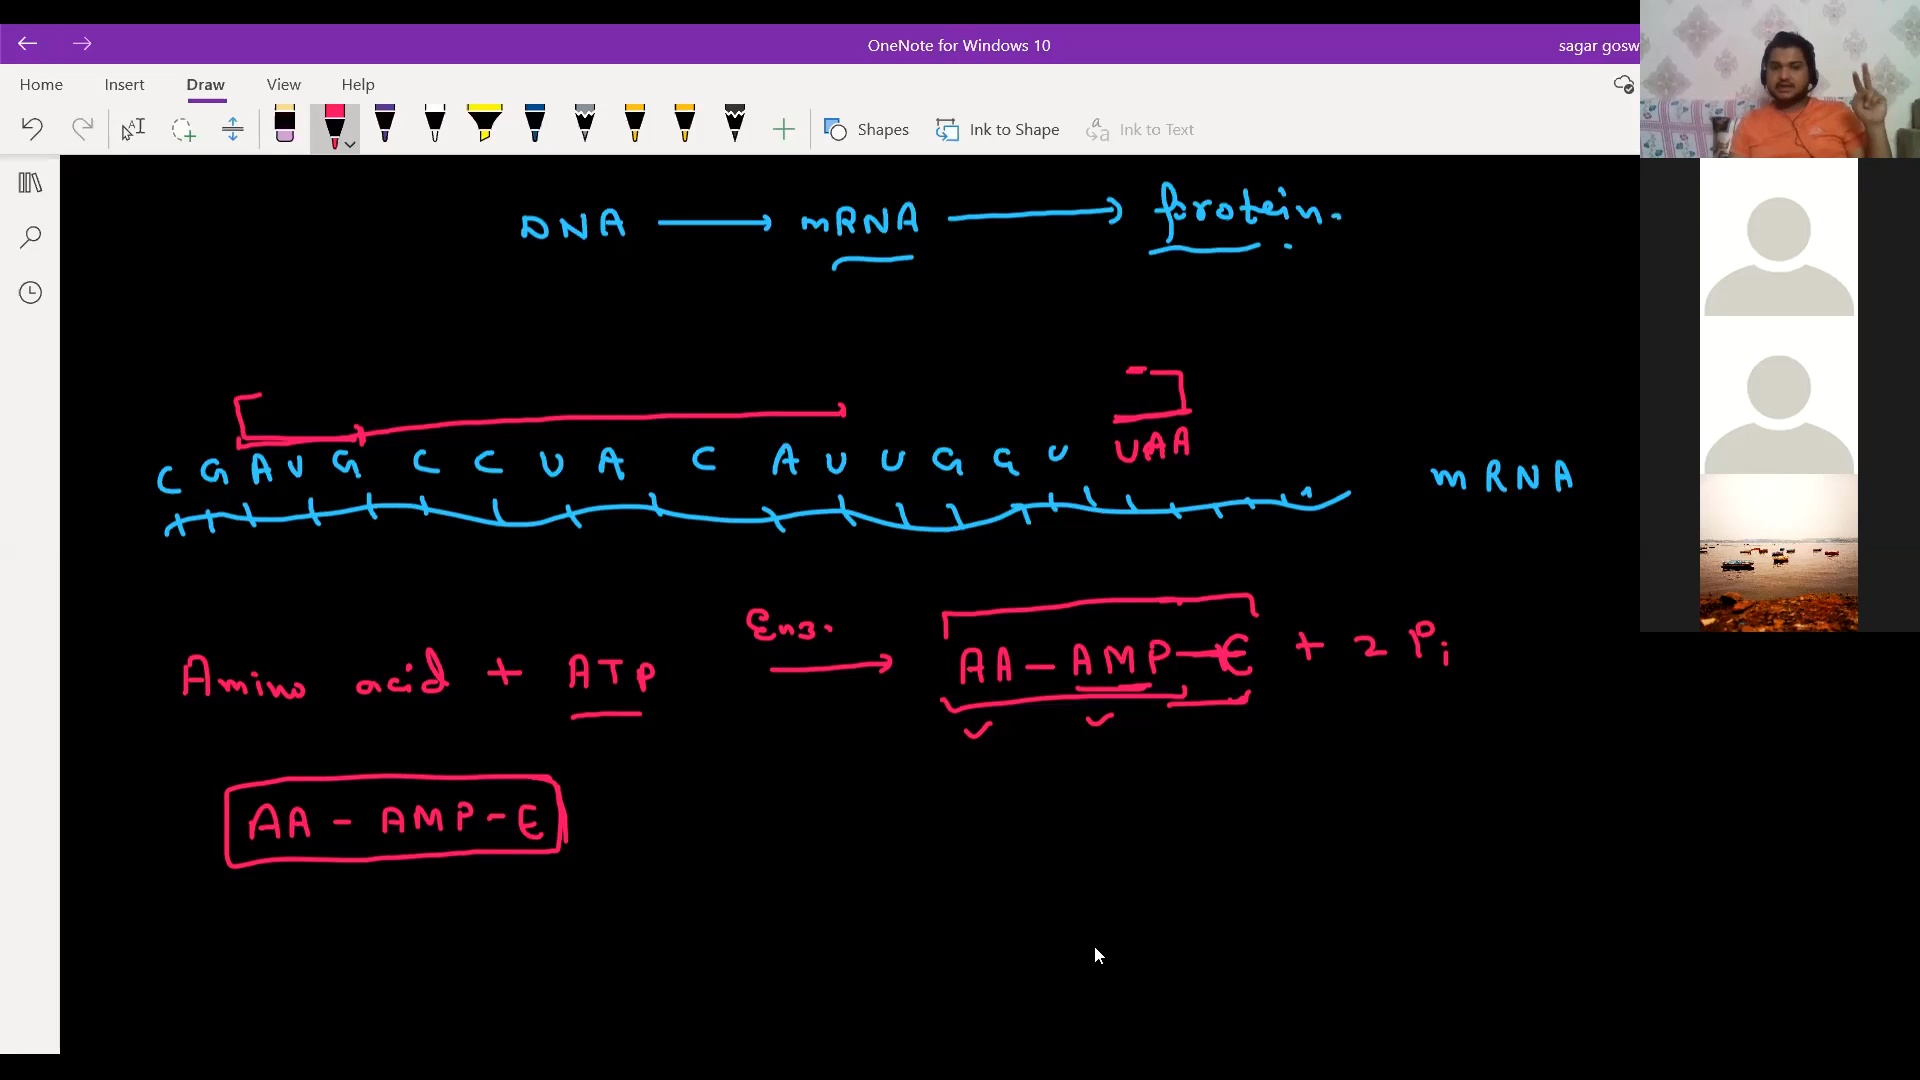 OneNote for Windows 10
sagar gosw
Home Insert Draw View Help
Shapes Ink to Shape Ink to Text
DNA → mRNA → protein.
UAA
C G A U G C C U A C A U U G G U
mRNA
Enz.
Amino acid + ATP → AA - AMP - E + 2 Pi
AA - AMP - E